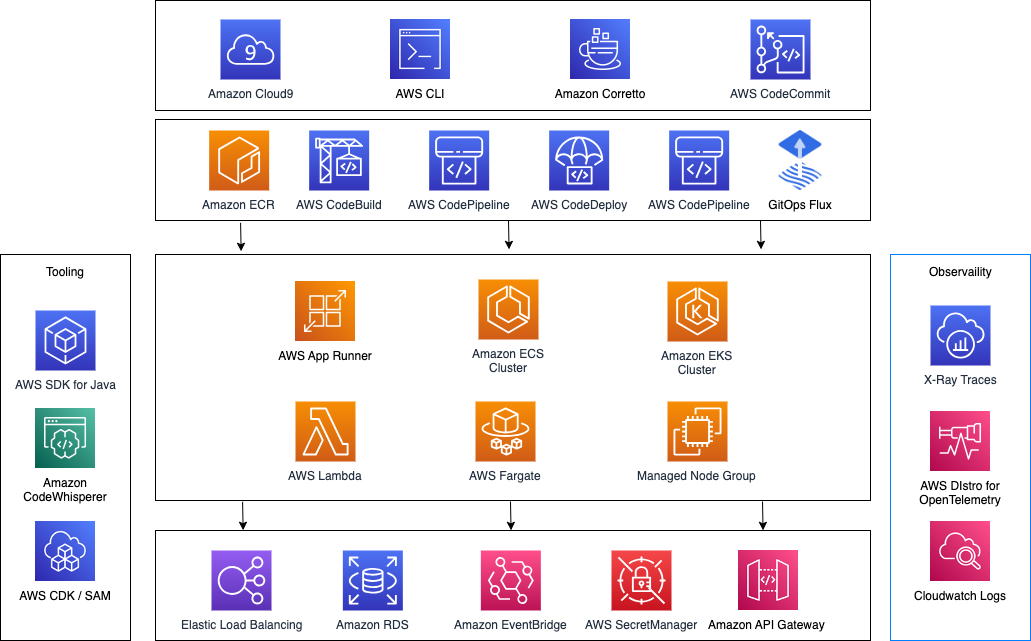 9
Amazon Cloud9
AWS CLI
Amazon Corretto
AWS CodeCommit
Amazon ECR
AWS CodeBuild
AWS CodePipeline
AWS CodeDeploy
AWS CodePipeline
GitOps Flux
Tooling
AWS SDK for Java
Amazon
CodeWhisperer
AWS CDK / SAM
AWS App Runner
Amazon ECS
Cluster
K
Amazon EKS
Cluster
AWS Lambda
AWS Fargate
Managed Node Group
Observaility
X-Ray Traces
AWS DIstro for
OpenTelemetry
Cloudwatch Logs
Elastic Load Balancing
Amazon RDS
Amazon EventBridge
AWS SecretManager
Amazon API Gateway